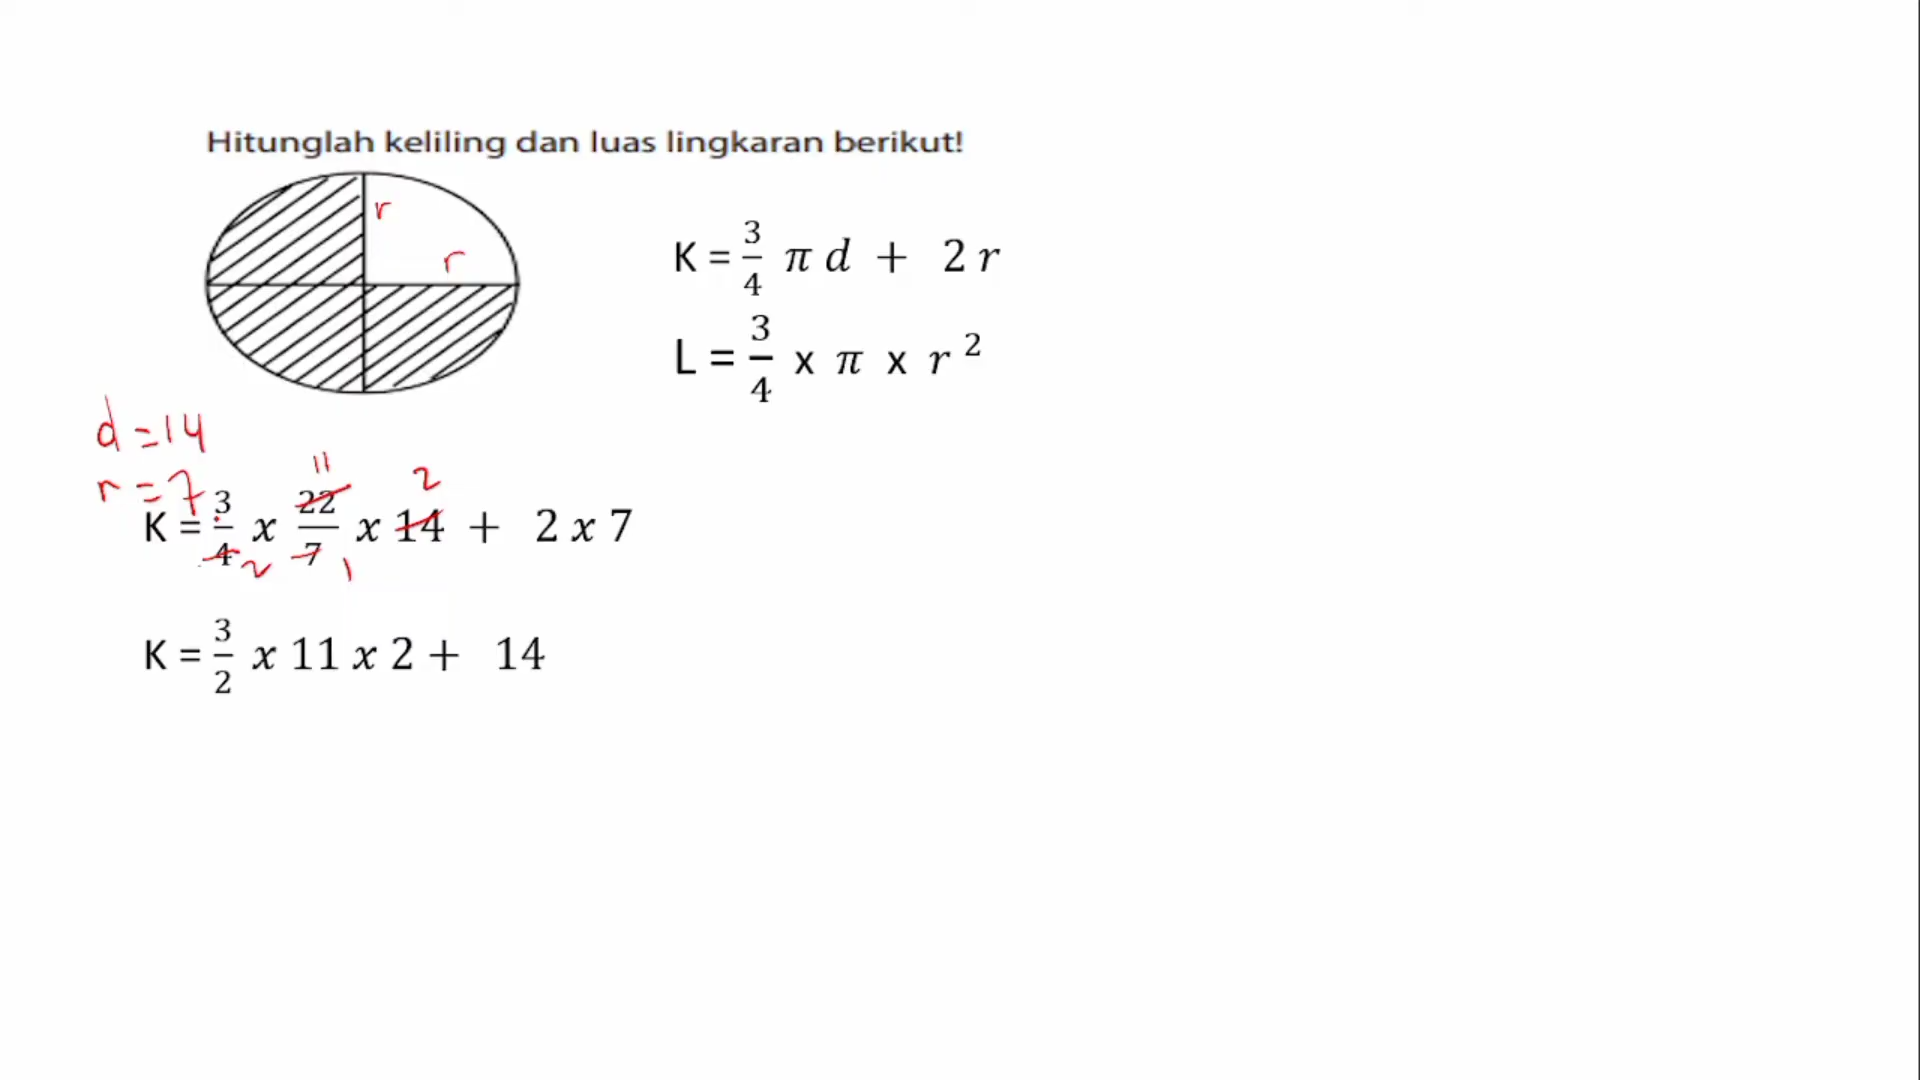 Hitunglah keliling dan luas lingkaran berikut!
r
r
K = 3/4 π d + 2 r
L = 3/4 x π x r ²
d = 14
r = 7
11 2
K = 3/4 x 22/7 x 14 + 2 x 7
2 1
K = 3/2 x 11 x 2 + 14